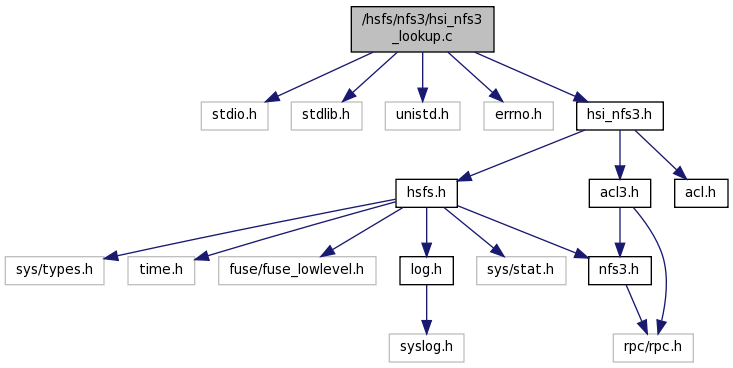 /hsfs/nfs3/hsi_nfs3
_lookup.c
stdio.h
stdlib.h
unistd.h
errno.h
hsi_nfs3.h
hsfs.h
acl3.h
acl.h
sys/types.h
time.h
fuse/fuse_lowlevel.h
log.h
sys/stat.h
nfs3.h
syslog.h
rpc/rpc.h